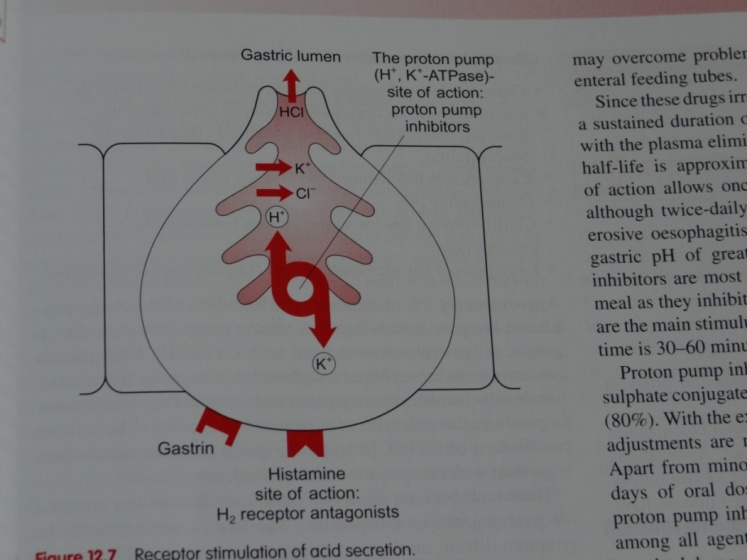 Gastric lumen
The proton pump
(H⁺, K⁺-ATPase)-
site of action:
proton pump
inhibitors
HCl
K⁺
Cl⁻
H⁺
K⁺
Gastrin
Histamine
site of action:
H₂ receptor antagonists
Figure 12.7 Receptor stimulation of acid secretion.
may overcome
enteral feeding tubes.
Since these drugs
a sustained duration
with the plasma
half-life is
of action allows
although twice-daily
erosive
gastric pH of
inhibitors are most
meal as they
are the main
time is 30–60
Proton pump
sulphate
(80%). With the
adjustments are
Apart from
days of oral
proton pump
among all